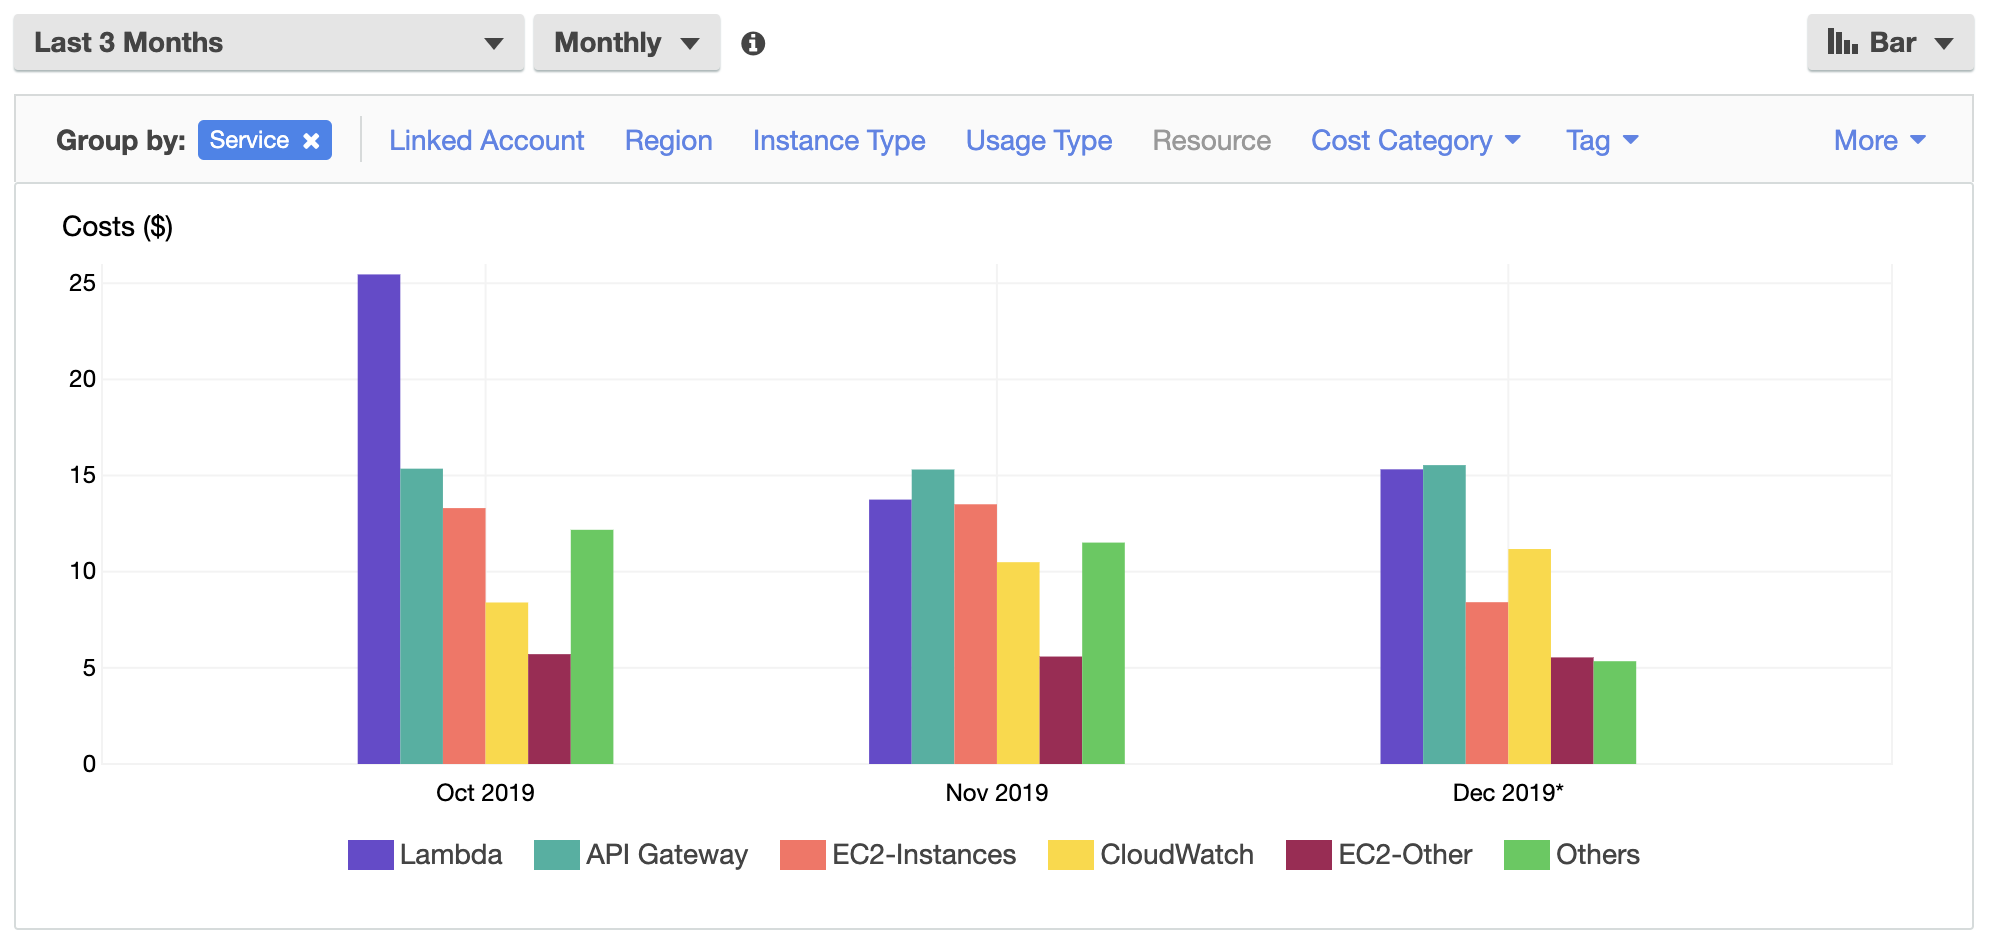 Last 3 Months Monthly Bar
Group by: Service Linked Account Region Instance Type Usage Type Resource Cost Category Tag More
Costs ($)
25
20
15
10
5
0
Oct 2019 Nov 2019 Dec 2019*
Lambda API Gateway EC2-Instances CloudWatch EC2-Other Others